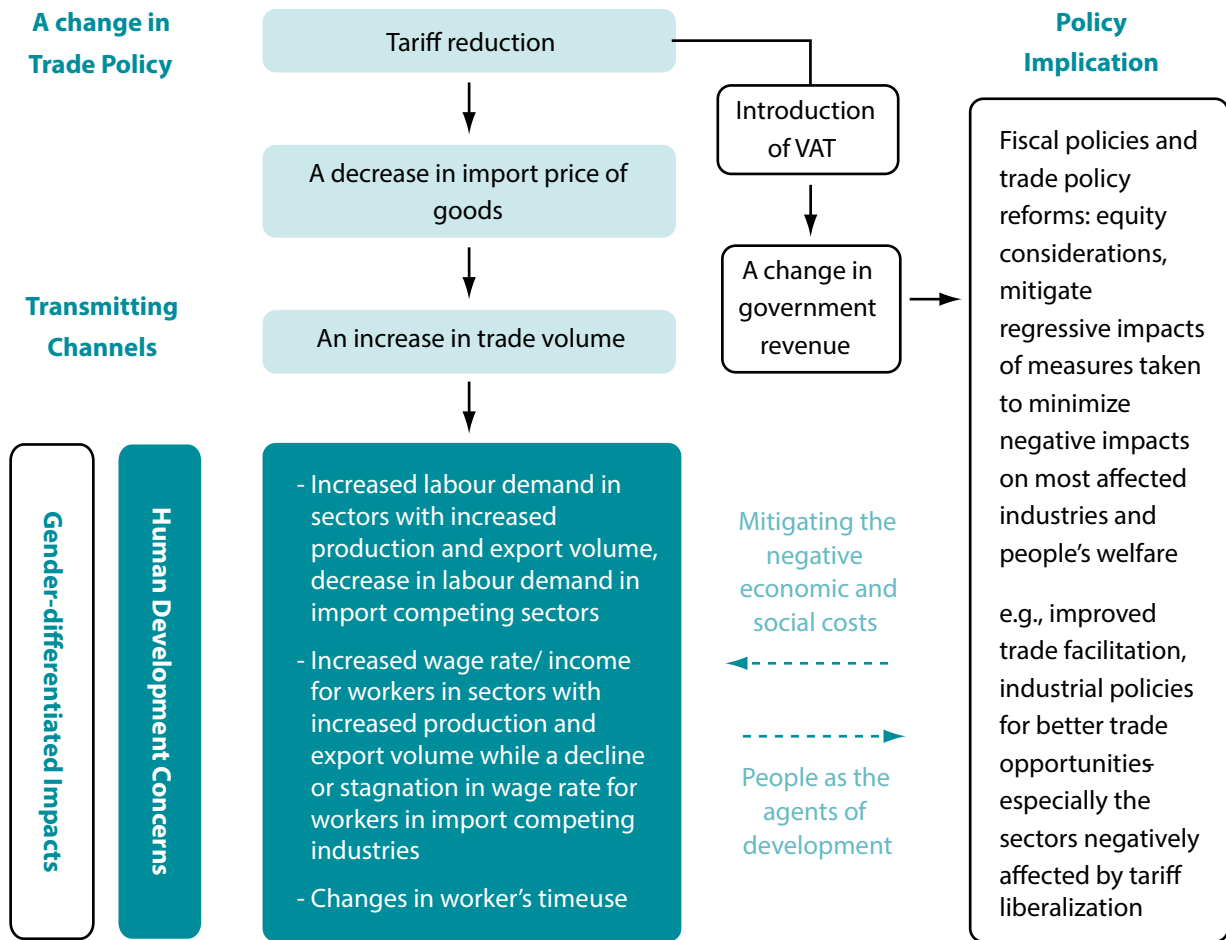 A change in
Trade Policy
Tariff reduction
Policy
Implication
Introduction
of VAT
A decrease in import price of
goods
A change in
government
revenue
Transmitting
Channels
An increase in trade volume
Gender-differentiated Impacts
Human Development Concerns
- Increased labour demand in
sectors with increased
production and export volume,
decrease in labour demand in
import competing sectors
- Increased wage rate/ income
for workers in sectors with
increased production and
export volume while a decline
or stagnation in wage rate for
workers in import competing
industries
- Changes in worker's timeuse
Mitigating the
negative
economic and
social costs
People as the
agents of
development
Fiscal policies and
trade policy
reforms: equity
considerations,
mitigate
regressive impacts
of measures taken
to minimize
negative impacts
on most affected
industries and
people's welfare
e.g., improved
trade facilitation,
industrial policies
for better trade
opportunities-
especially the
sectors negatively
affected by tariff
liberalization